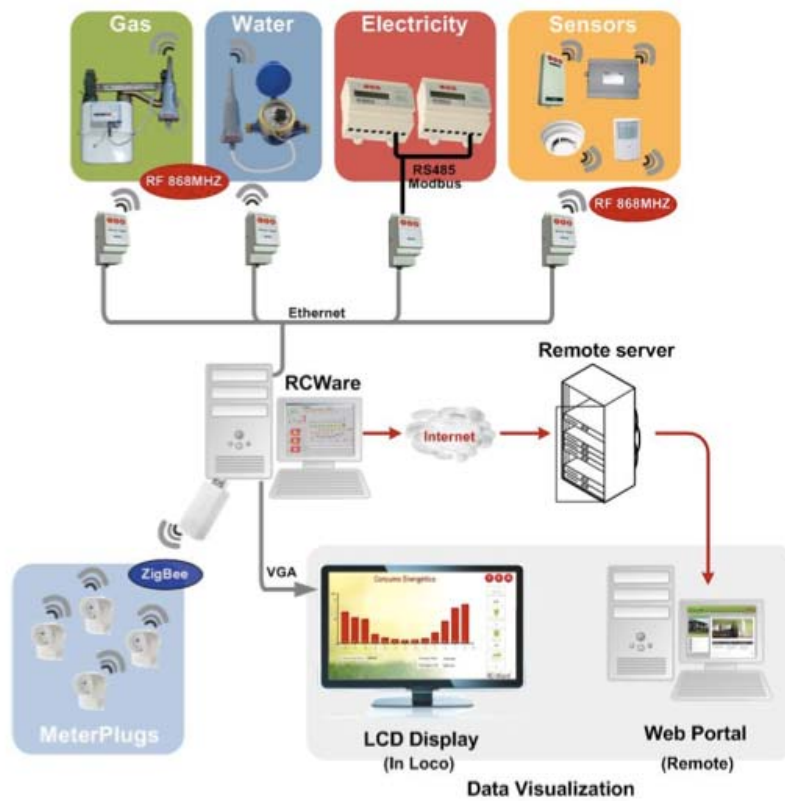 Gas
Water
Electricity
Sensors
RS485
Modbus
RF 868MHZ
RF 868MHZ
Ethernet
RCWare
Remote server
Internet
ZigBee
VGA
Consumo Energético
MeterPlugs
LCD Display
(In Loco)
Web Portal
(Remote)
Data Visualization